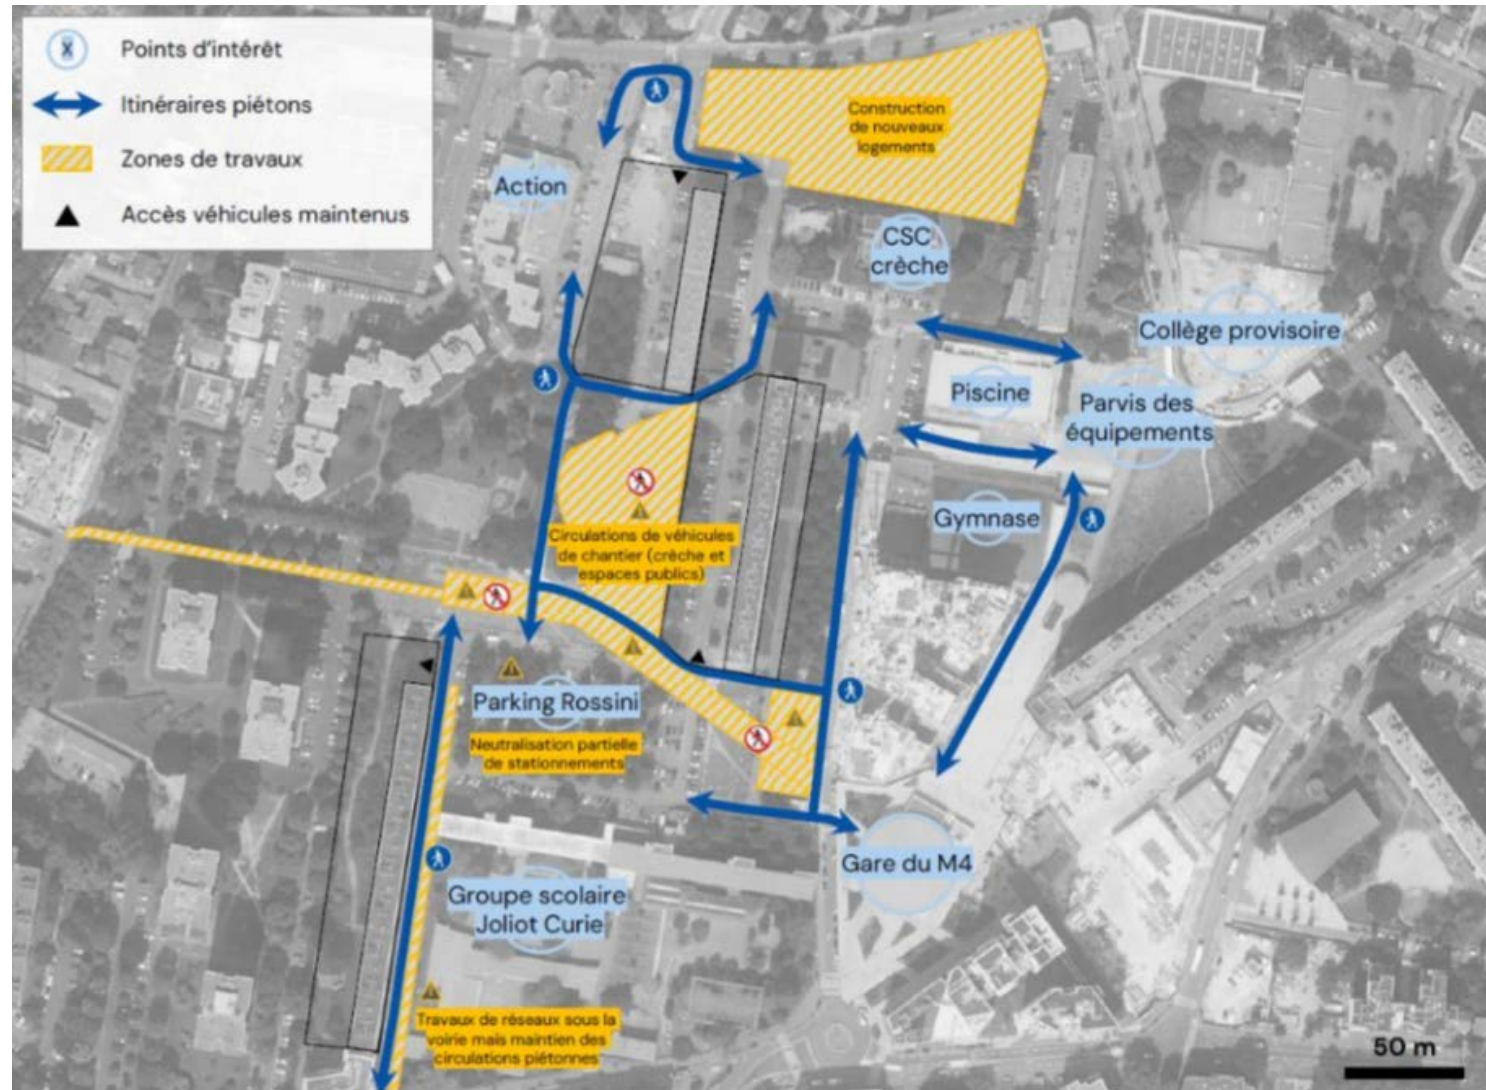 Points d'intérêt
Itinéraires piétons
Zones de travaux
Accès véhicules maintenus
Construction
de nouveaux
logements
Action
CSC
crèche
Collège provisoire
Piscine
Parvis des
équipements
Gymnase
Circulations de véhicules
de chantier (crèche et
espaces publics)
Parking Rossini
Neutralisation partielle
de stationnements
Gare du M4
Groupe scolaire
Joliot Curie
Travaux de réseaux sous la
voirie mais maintien des
circulations piétonnes
50 m